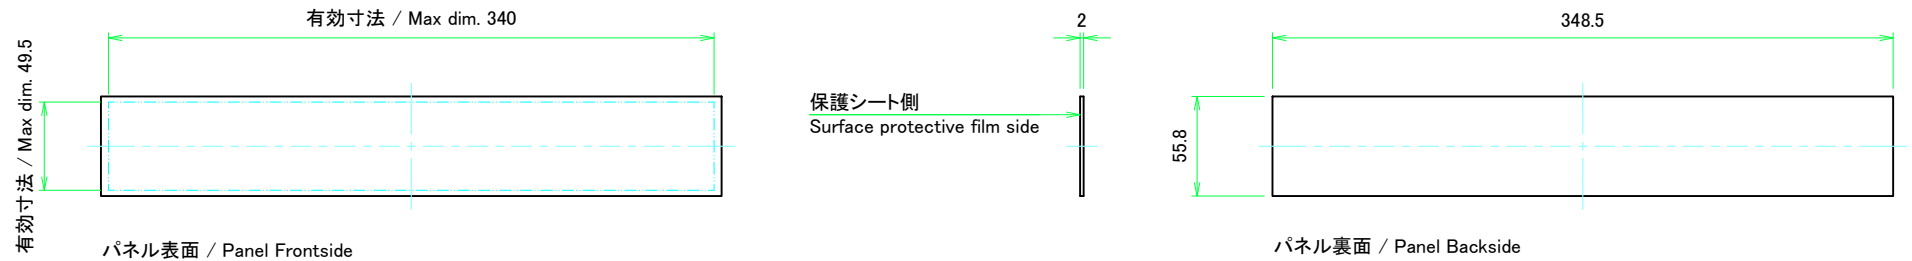 有効寸法 / Max dim. 340
有効寸法 / Max dim. 49.5
パネル表面 / Panel Frontside
2
保護シート側
Surface protective film side
348.5
55.8
パネル裏面 / Panel Backside